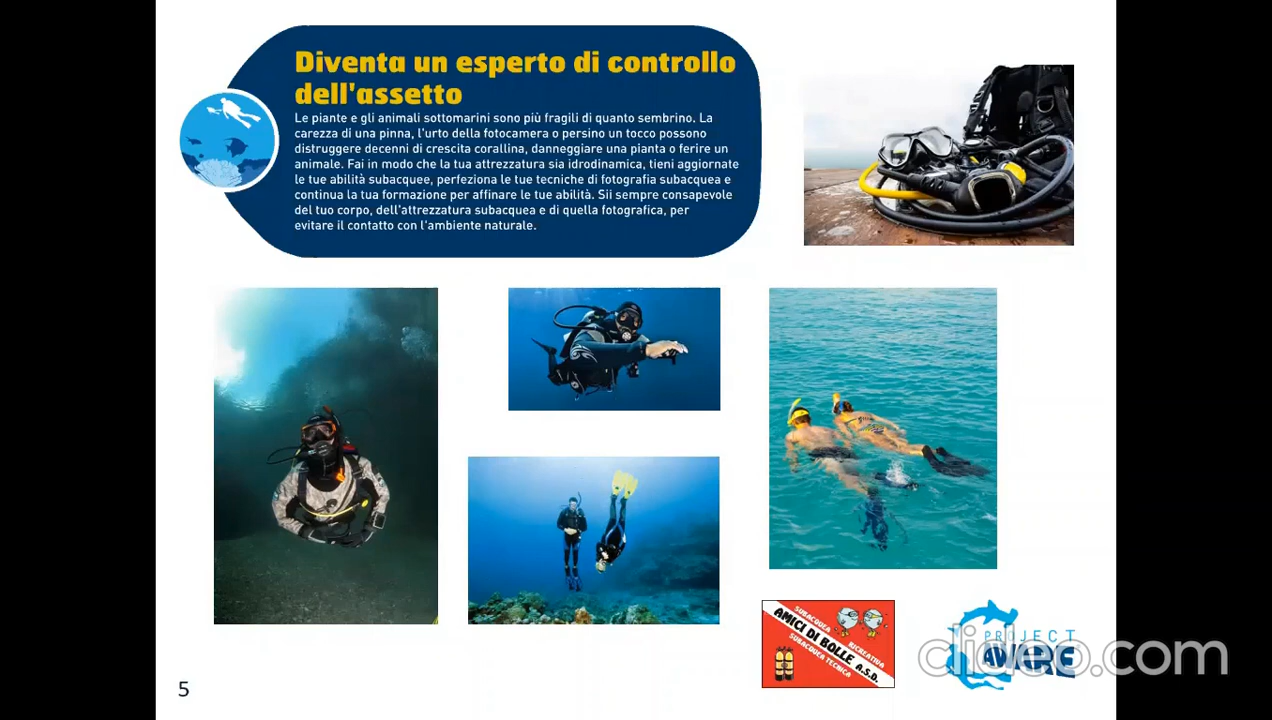 Diventa un esperto di controllo
dell'assetto
Le piante e gli animali sottomarini sono più fragili di quanto sembrino. La
carezza di una pinna, l'urto della fotocamera o persino un tocco possono
distruggere decenni di crescita corallina, danneggiare una pianta o ferire un
animale. Fai in modo che la tua attrezzatura sia idrodinamica, tieni aggiornate
le tue abilità subacquee, perfeziona le tue tecniche di fotografia subacquea e
continua la tua formazione per affinare le tue abilità. Sii sempre consapevole
del tuo corpo, dell'attrezzatura subacquea e di quella fotografica, per
evitare il contatto con l'ambiente naturale.
SUBACQUEA
RICREATIVA
AMICI DI BOLLE A.S.D.
SUBACQUEA TECNICA
PROJECT
AWARE
clideo.com
5